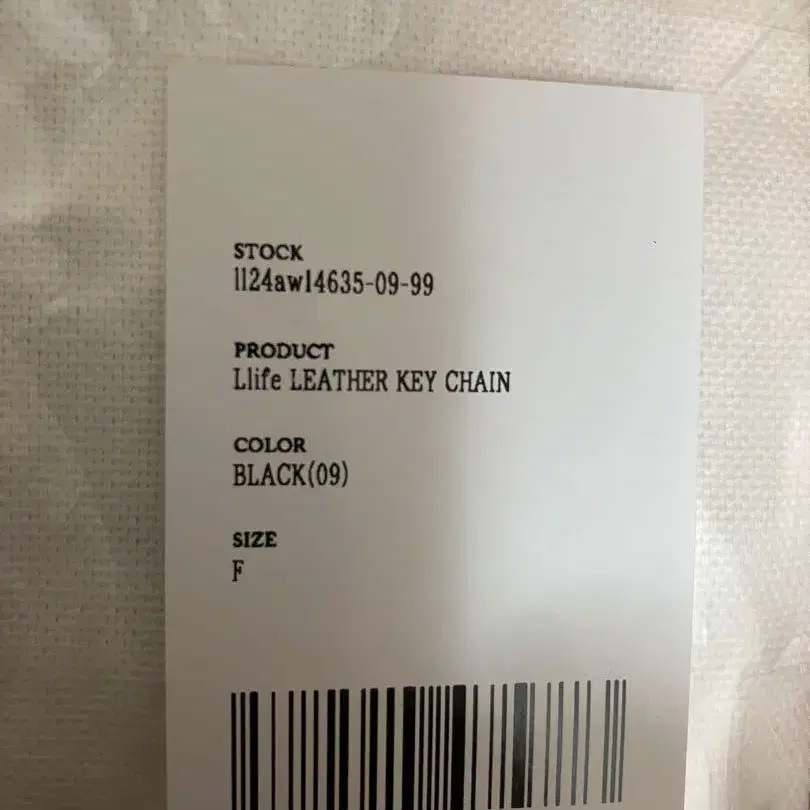 STOCK
ll24awl4635-09-99
PRODUCT
Llife LEATHER KEY CHAIN
COLOR
BLACK(09)
SIZE
F